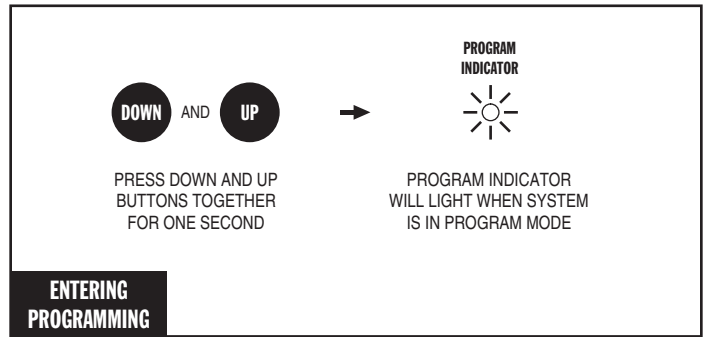 PROGRAM
INDICATOR
DOWN AND UP
PRESS DOWN AND UP
BUTTONS TOGETHER
FOR ONE SECOND
PROGRAM INDICATOR
WILL LIGHT WHEN SYSTEM
IS IN PROGRAM MODE
ENTERING
PROGRAMMING